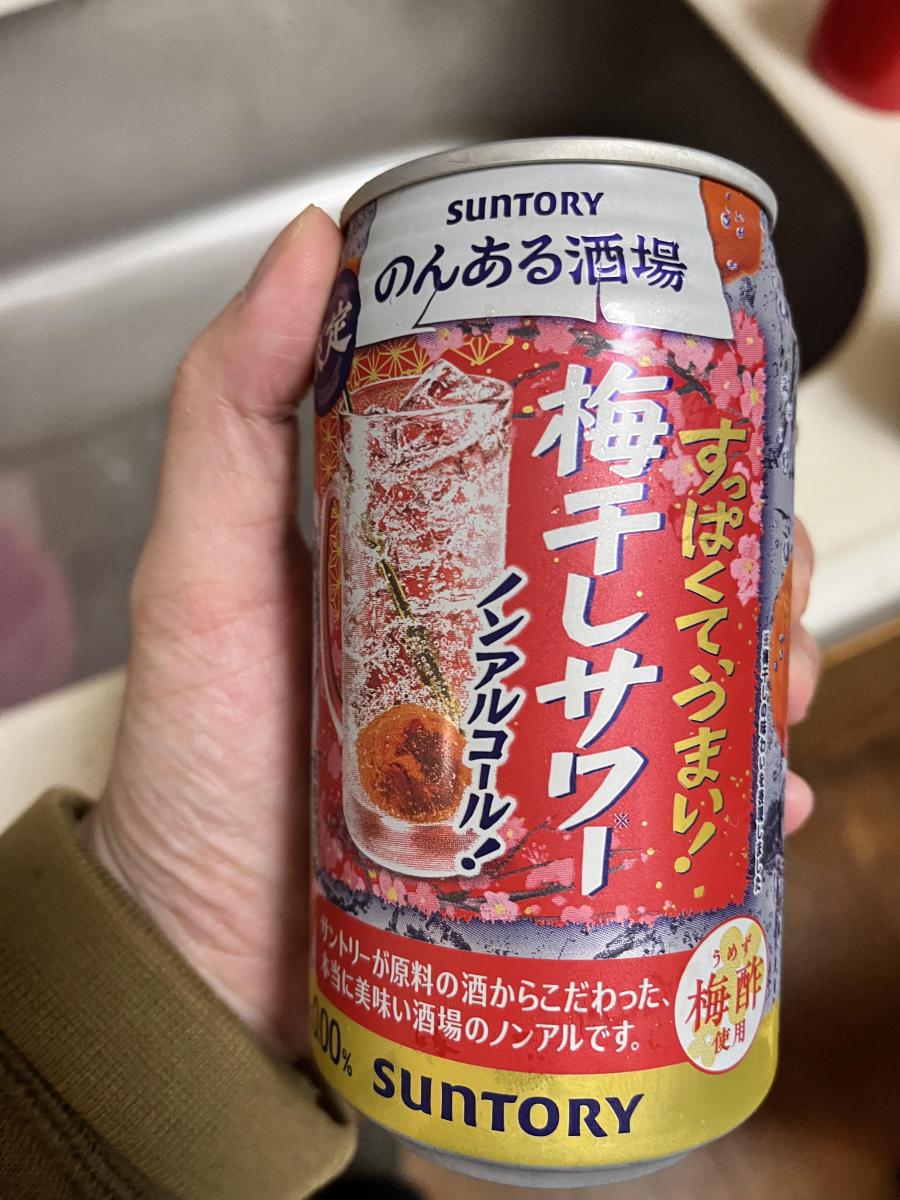 SUNTORY
のんある酒場
定
すっぱくて、うまい!
梅干しサワー※
ノンアルコール!
サントリーが原料の酒からこだわった、
本当に美味い酒場のノンアルです。
うめず
梅酢
使用
.00%
SUNTORY